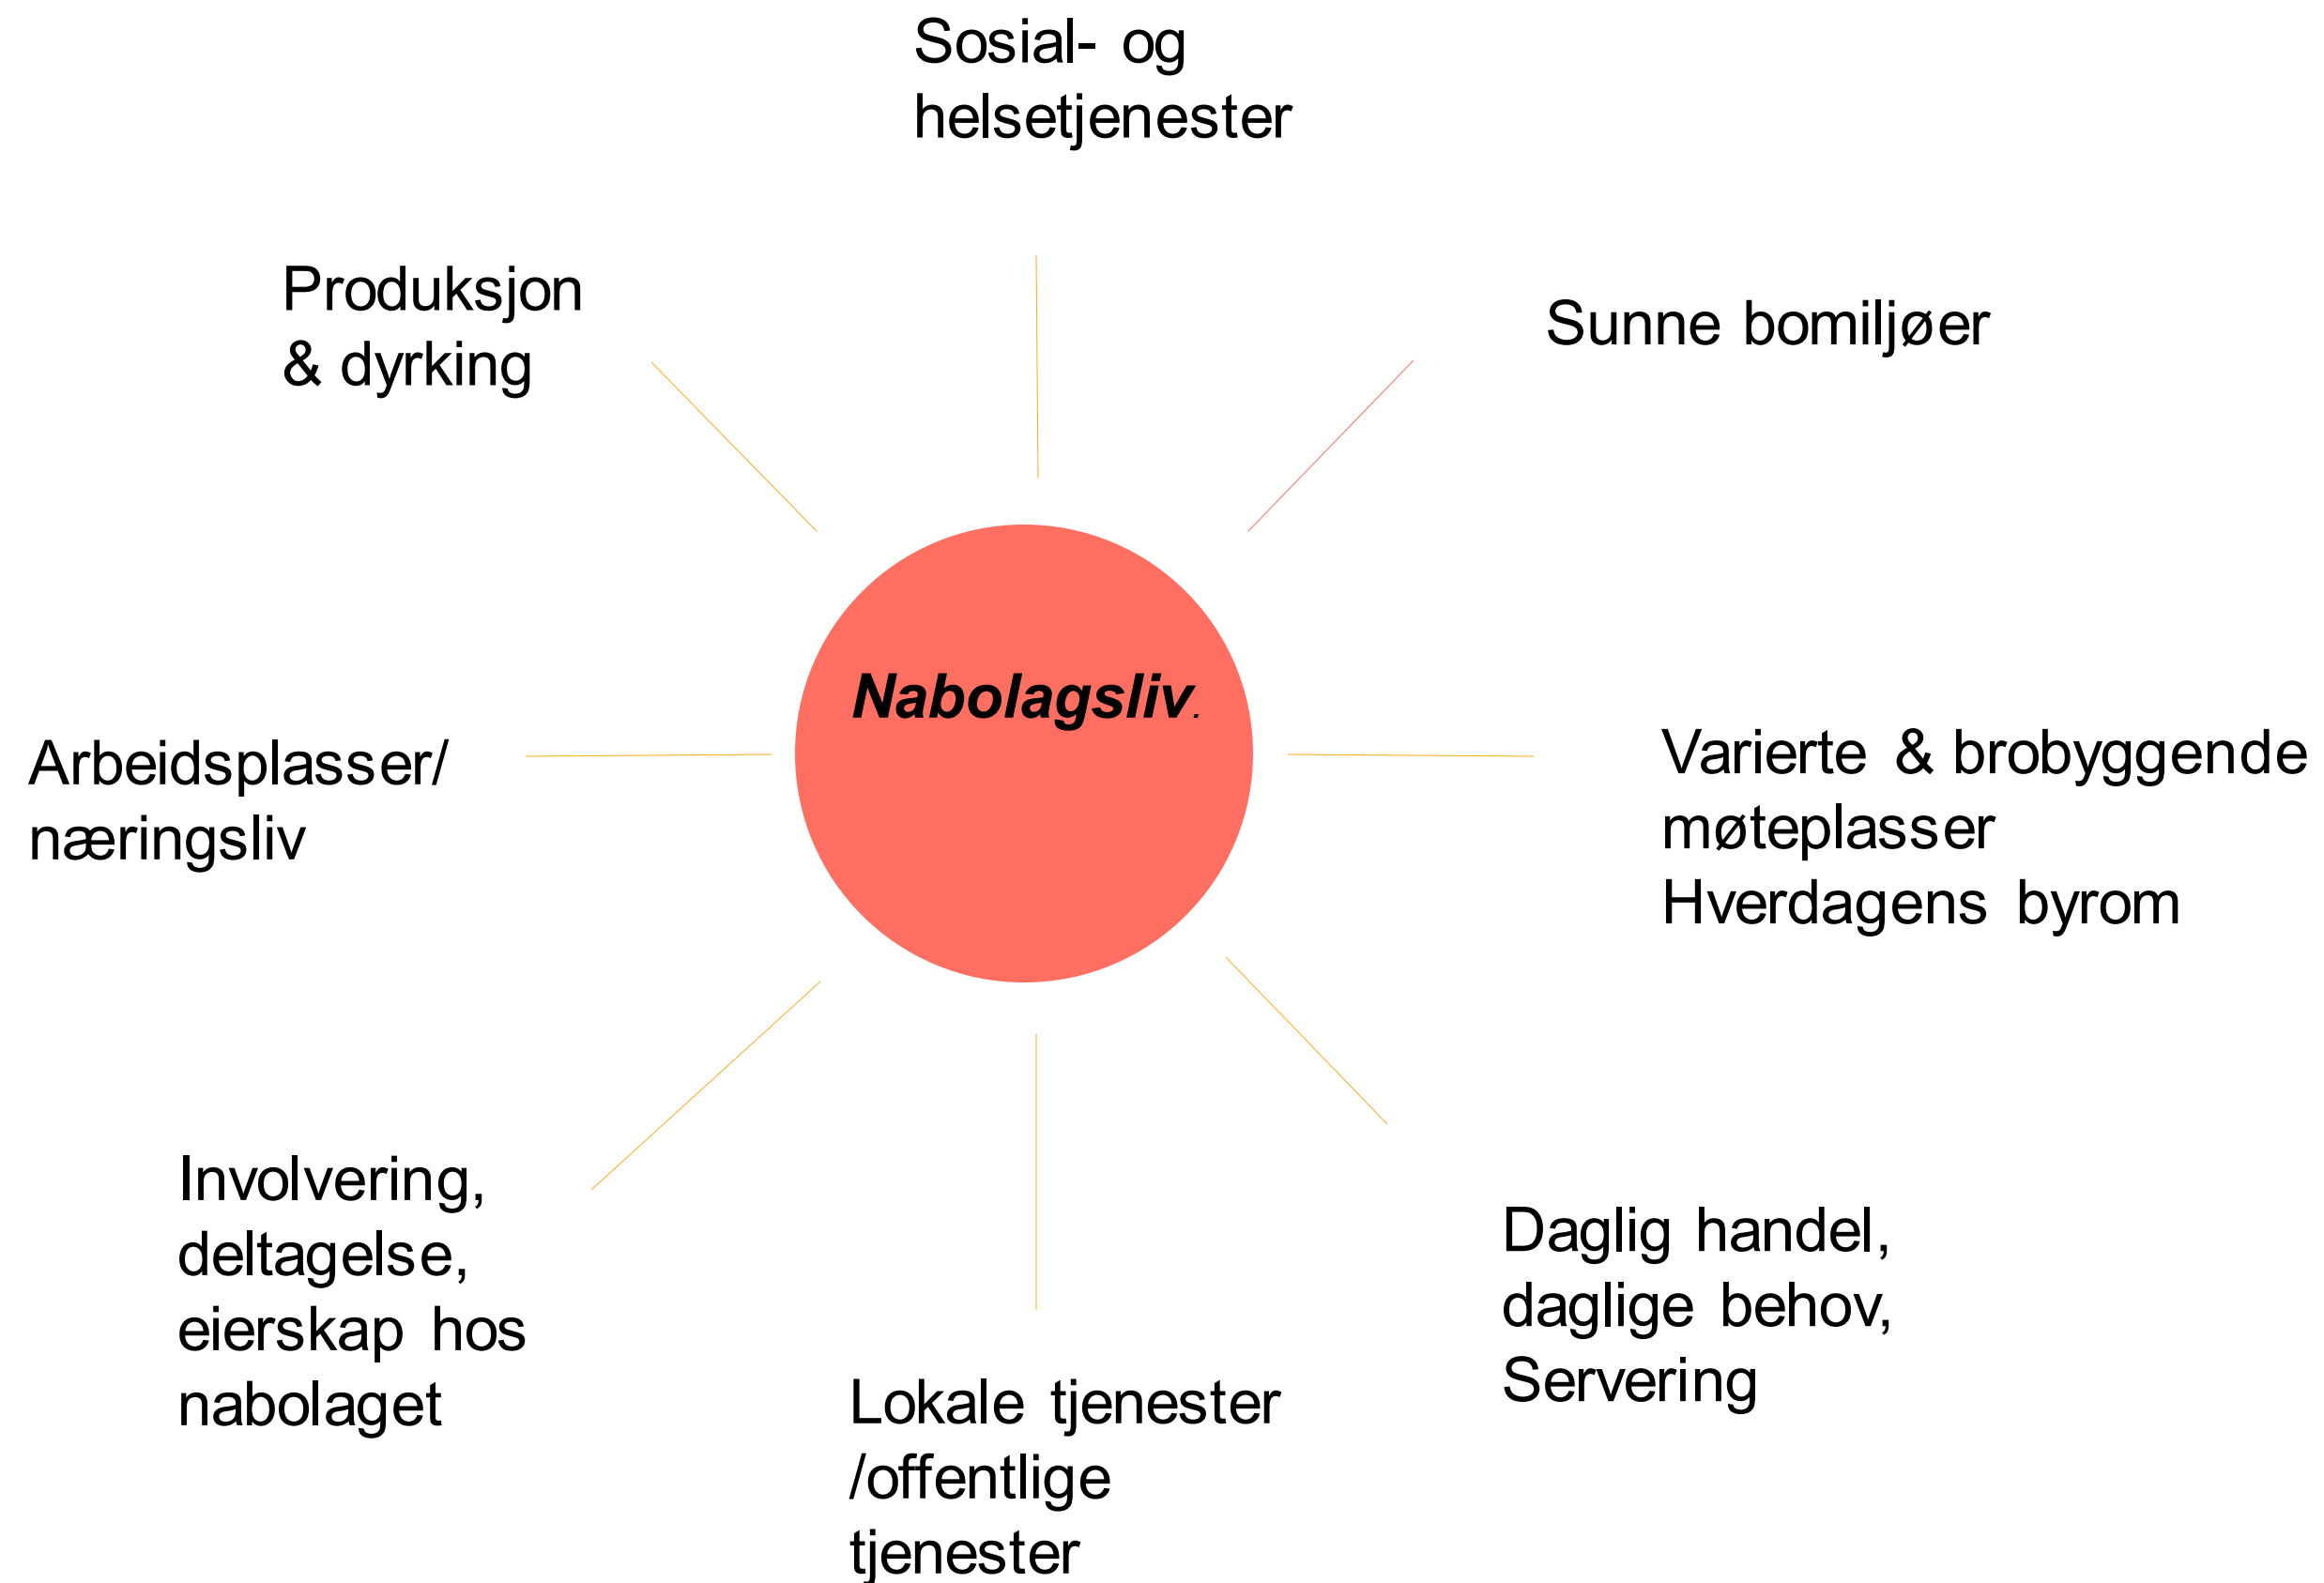 Sosial- og
helsetjenester
Produksjon
& dyrking
Sunne bomiljøer
Nabolagsliv.
Arbeidsplasser/
næringsliv
Varierte & brobyggende
møteplasser
Hverdagens byrom
Involvering,
deltagelse,
eierskap hos
nabolaget
Daglig handel,
daglige behov,
Servering
Lokale tjenester
/offentlige
tjenester